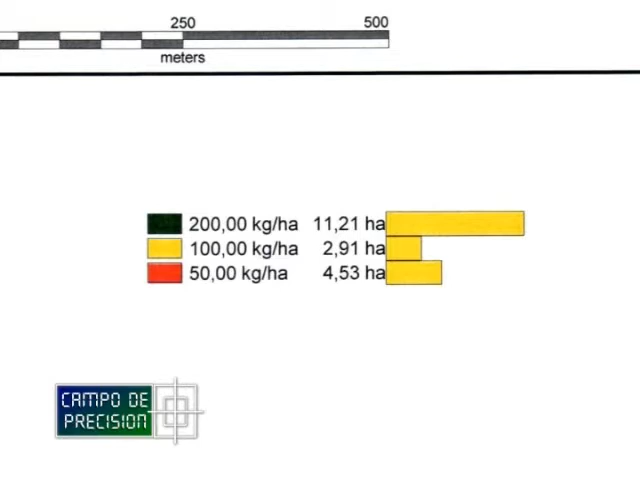 250 500
meters
200,00 kg/ha 11,21 ha
100,00 kg/ha 2,91 ha
50,00 kg/ha 4,53 ha
CAMPO DE
PRECISION